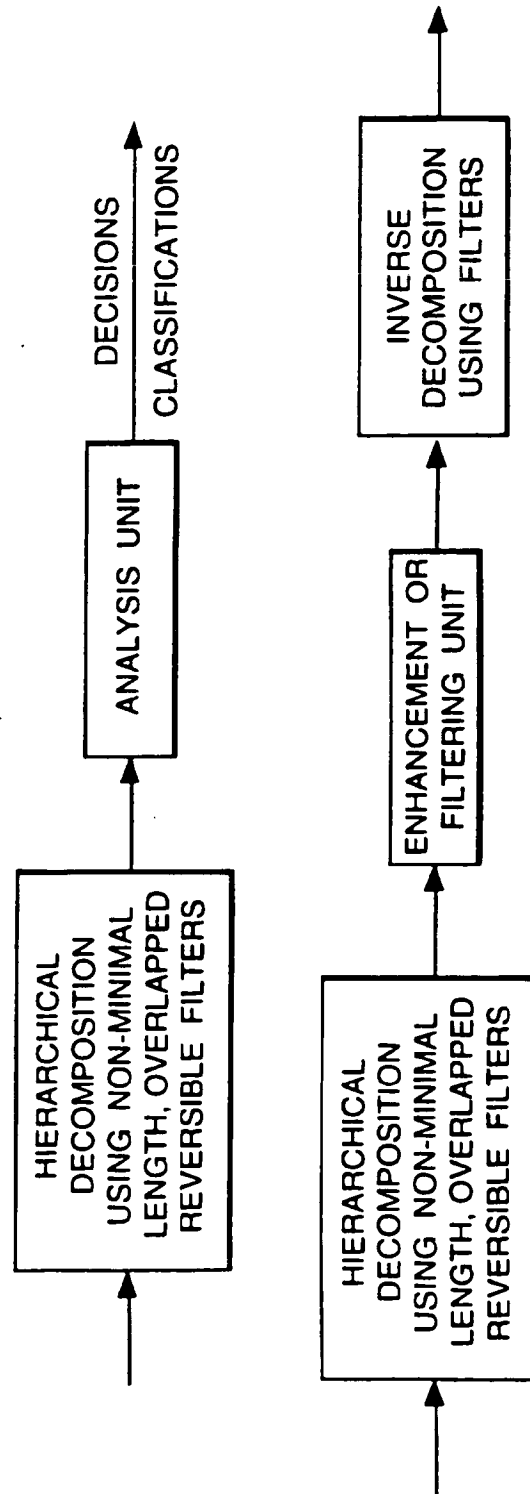 HIERARCHICAL
DECOMPOSITION
USING NON-MINIMAL
LENGTH, OVERLAPPED
REVERSIBLE FILTERS
ANALYSIS UNIT
DECISIONS
CLASSIFICATIONS
HIERARCHICAL
DECOMPOSITION
USING NON-MINIMAL
LENGTH, OVERLAPPED
REVERSIBLE FILTERS
ENHANCEMENT OR
FILTERING UNIT
INVERSE
DECOMPOSITION
USING FILTERS